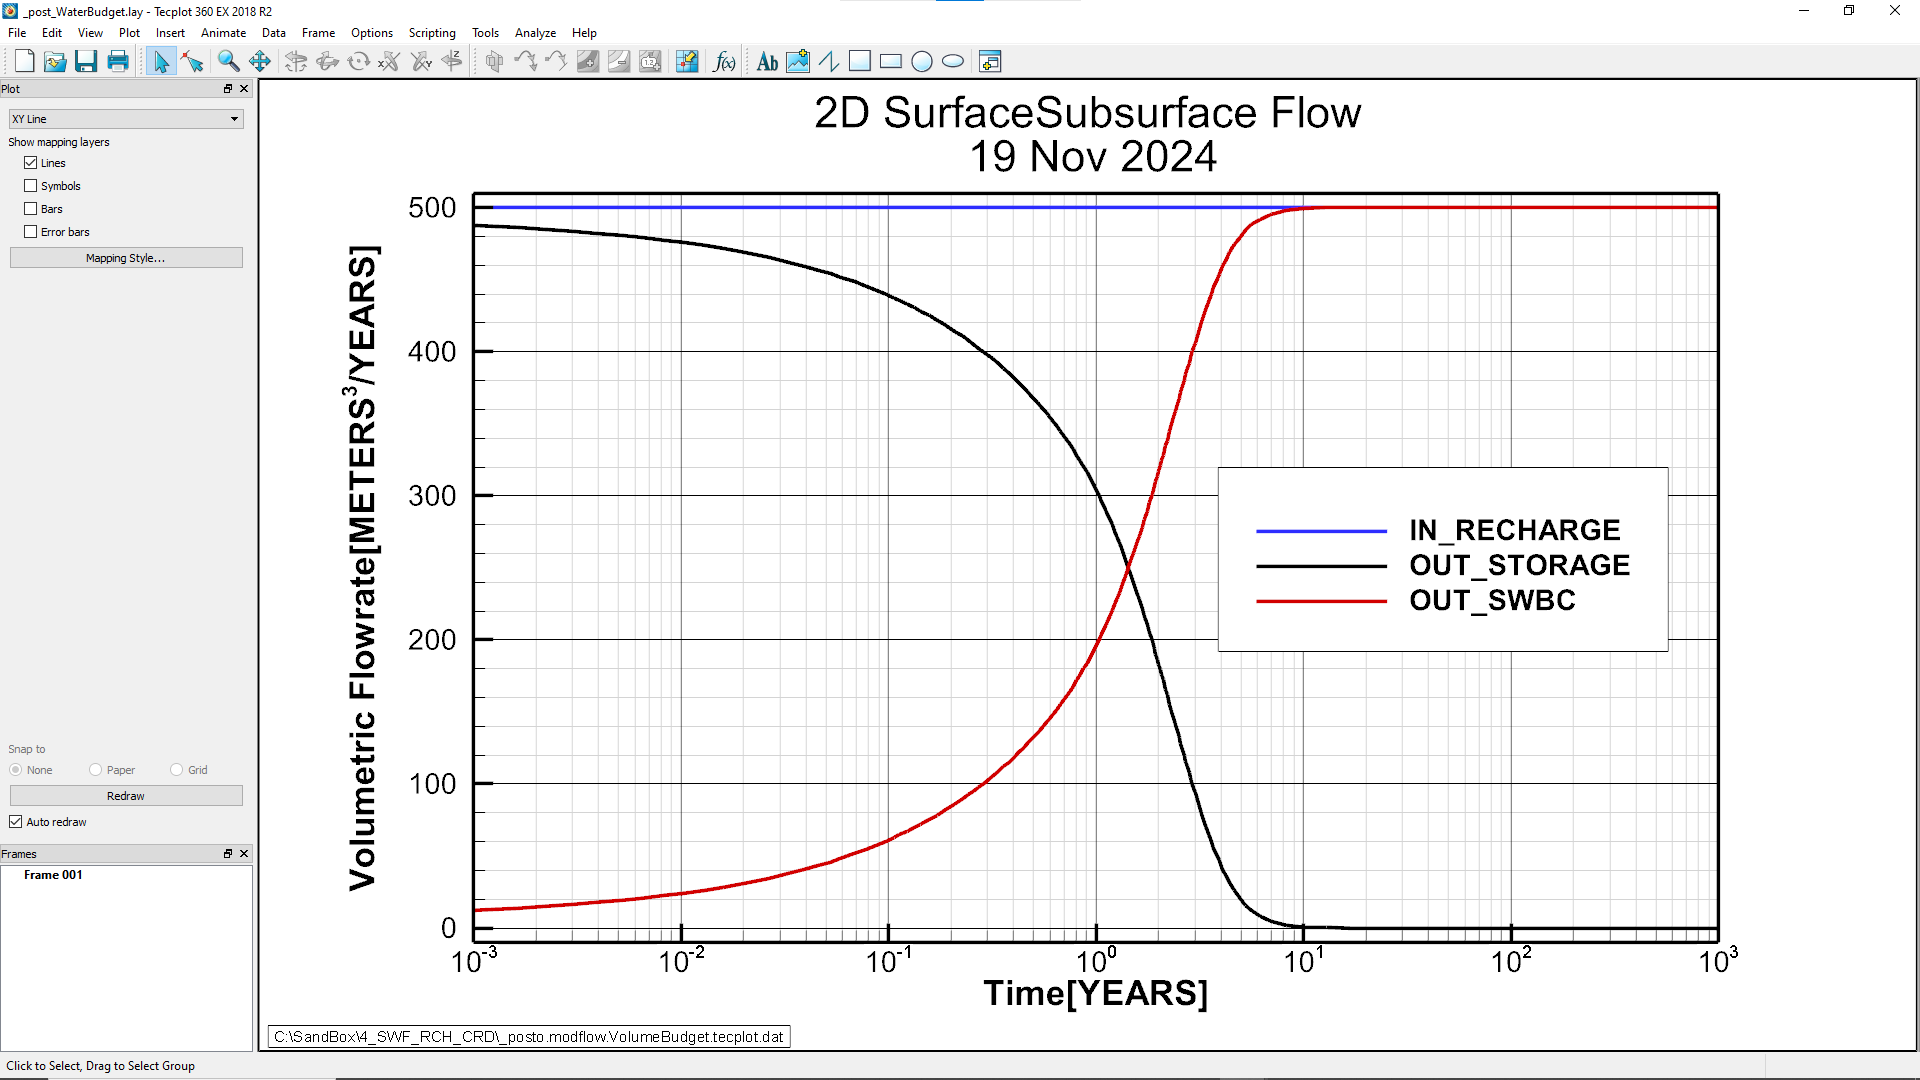 _post_WaterBudget.lay - Tecplot 360 EX 2018 R2
File Edit View Plot Insert Animate Data Frame Options Scripting Tools Analyze Help
Plot
XY Line
Show mapping layers
Lines
Symbols
Bars
Error bars
Mapping Style...
Snap to
None Paper Grid
Redraw
Auto redraw
Frames
Frame 001
2D SurfaceSubsurface Flow
19 Nov 2024
Volumetric Flowrate[METERS³/YEARS]
500
400
300
200
100
0
IN_RECHARGE
OUT_STORAGE
OUT_SWBC
10⁻³ 10⁻² 10⁻¹ 10⁰ 10¹ 10² 10³
Time[YEARS]
C:\SandBox\4_SWF_RCH_CRD\_posto.modflow.VolumeBudget.tecplot.dat
Click to Select, Drag to Select Group